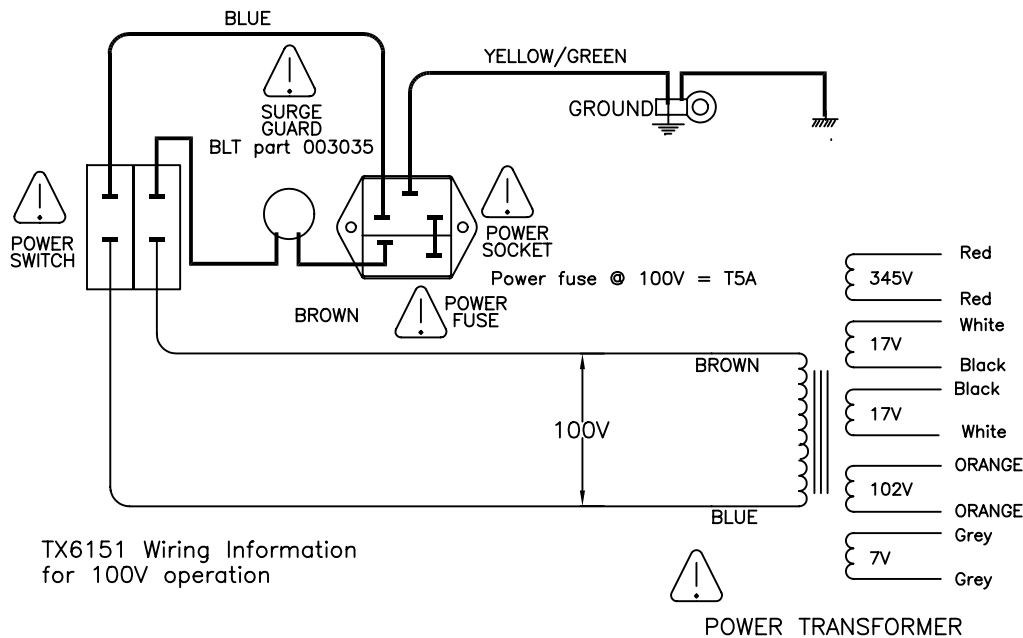 BLUE
YELLOW/GREEN
SURGE
GUARD
BLT part 003035
GROUND
POWER
SWITCH
POWER
SOCKET
Power fuse @ 100V = T5A
BROWN
POWER
FUSE
BROWN
100V
BLUE
Red
345V
Red
White
17V
Black
Black
17V
White
ORANGE
102V
ORANGE
Grey
7V
Grey
TX6151 Wiring Information
for 100V operation
POWER TRANSFORMER